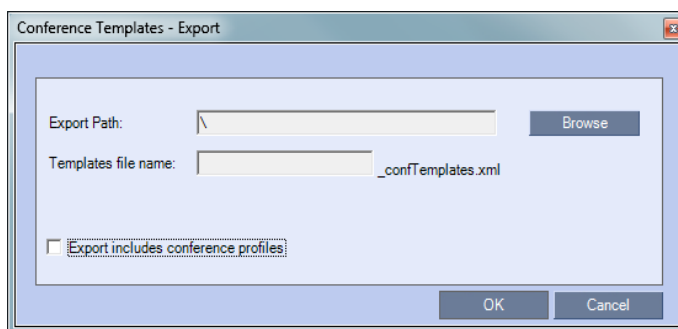 Conference Templates - Export
Export Path: \ Browse
Templates file name: _confTemplates.xml
Export includes conference profiles
OK Cancel